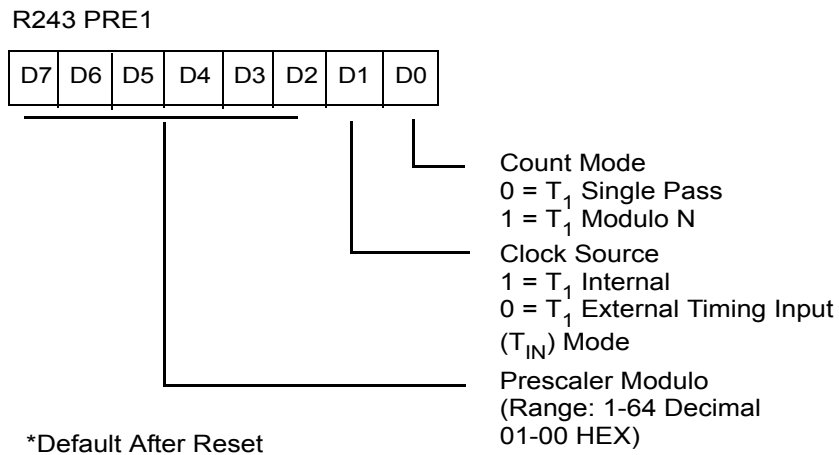 R243 PRE1
D7 D6 D5 D4 D3 D2 D1 D0
Count Mode
0 = T1 Single Pass
1 = T1 Modulo N
Clock Source
1 = T1 Internal
0 = T1 External Timing Input
(TIN) Mode
Prescaler Modulo
(Range: 1-64 Decimal
01-00 HEX)
*Default After Reset